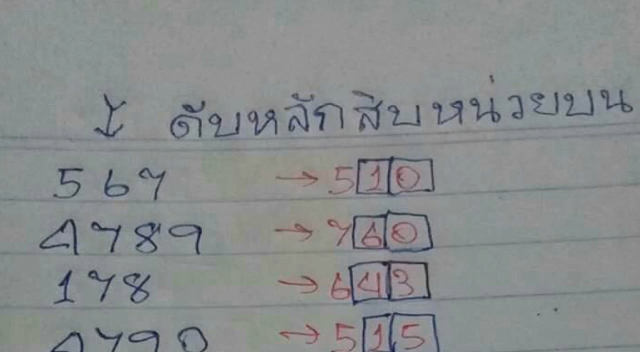 ดับหลักสิบหน่วยบน
567 → 510
4789 → 760
178 → 643
4790 → 515